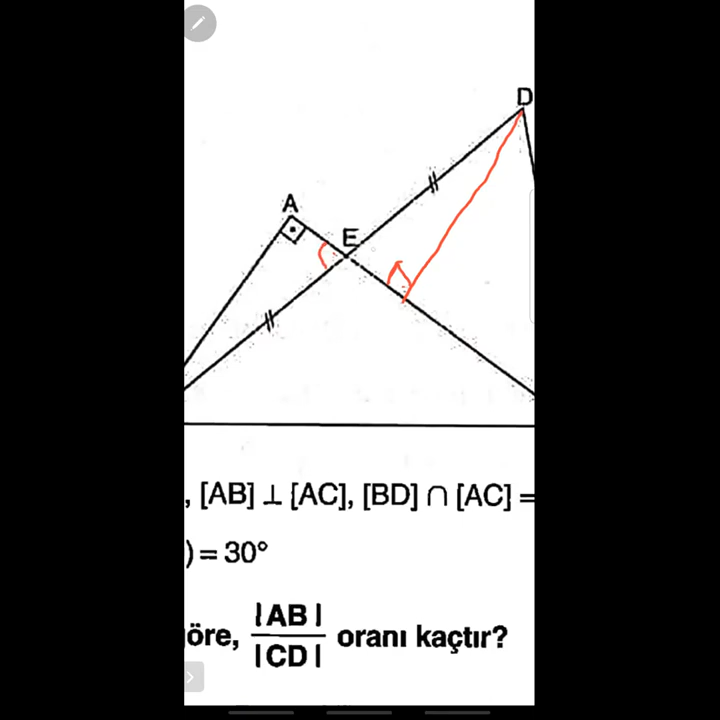 D
A
E
, [AB] ⊥ [AC], [BD] ∩ [AC] =
) = 30°
öre, |AB| / |CD| oranı kaçtır?